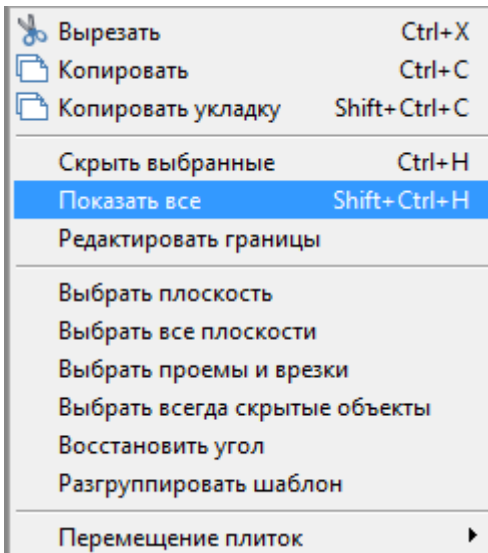 Вырезать Ctrl+X
Копировать Ctrl+C
Копировать укладку Shift+Ctrl+C
Скрыть выбранные Ctrl+H
Показать все Shift+Ctrl+H
Редактировать границы
Выбрать плоскость
Выбрать все плоскости
Выбрать проемы и врезки
Выбрать всегда скрытые объекты
Восстановить угол
Разгруппировать шаблон
Перемещение плиток